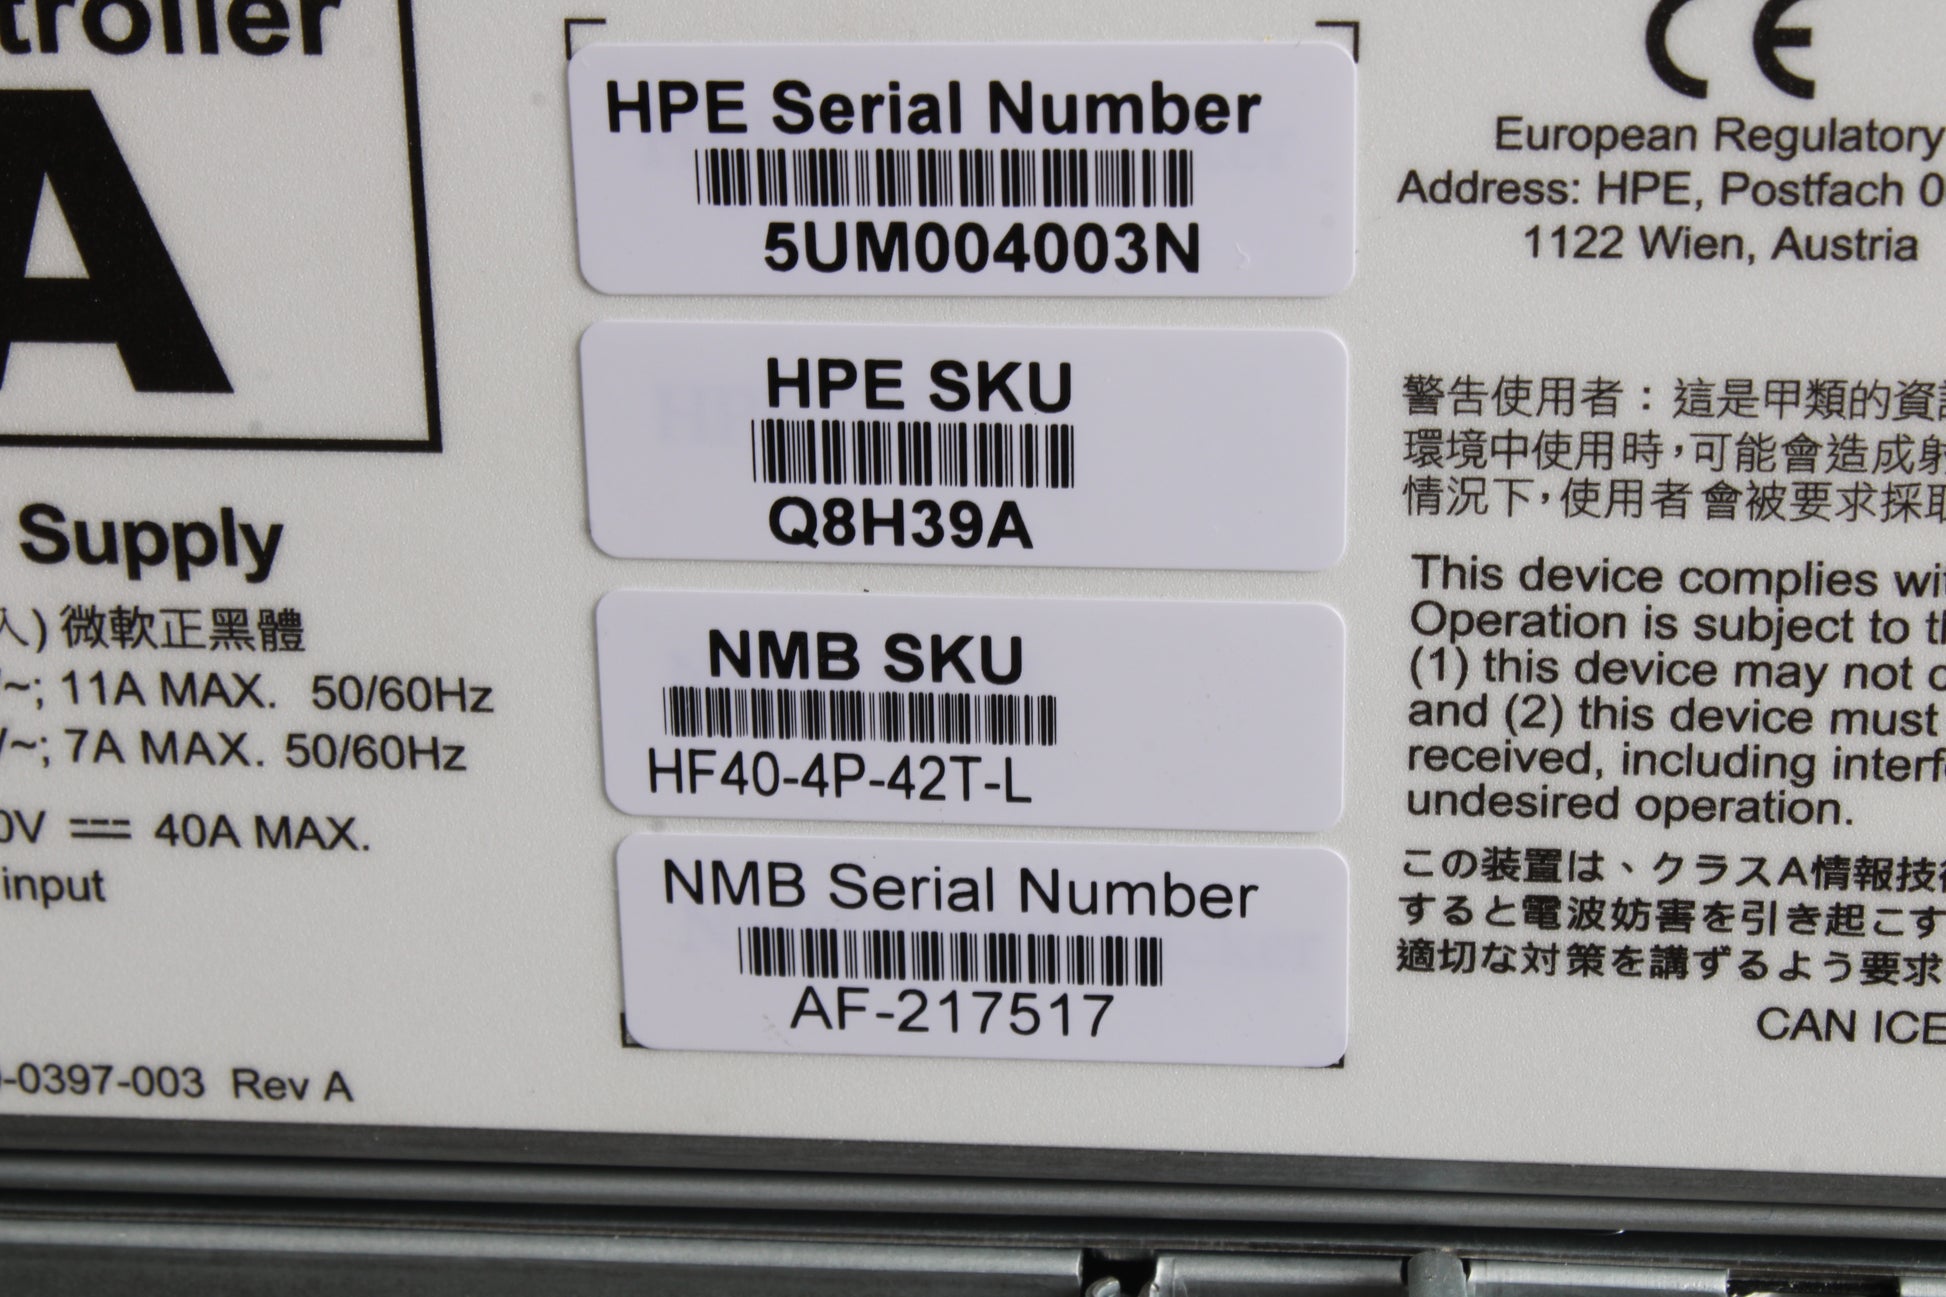 troller
A
Supply
入) 微軟正黑體
/~; 11A MAX. 50/60Hz
/~; 7A MAX. 50/60Hz
0V 40A MAX.
input
-0397-003 Rev A
HPE Serial Number
5UM004003N
HPE SKU
Q8H39A
NMB SKU
HF40-4P-42T-L
NMB Serial Number
AF-217517
CE
European Regulatory
Address: HPE, Postfach 0
1122 Wien, Austria
警告使用者：這是甲類的資
環境中使用時，可能會造成射
情況下，使用者會被要求採取
This device complies wi
Operation is subject to th
(1) this device may not c
and (2) this device must
received, including interfe
undesired operation.
この装置は、クラスA情報技術
すると電波妨害を引き起こす
適切な対策を講ずるよう要求
CAN ICE